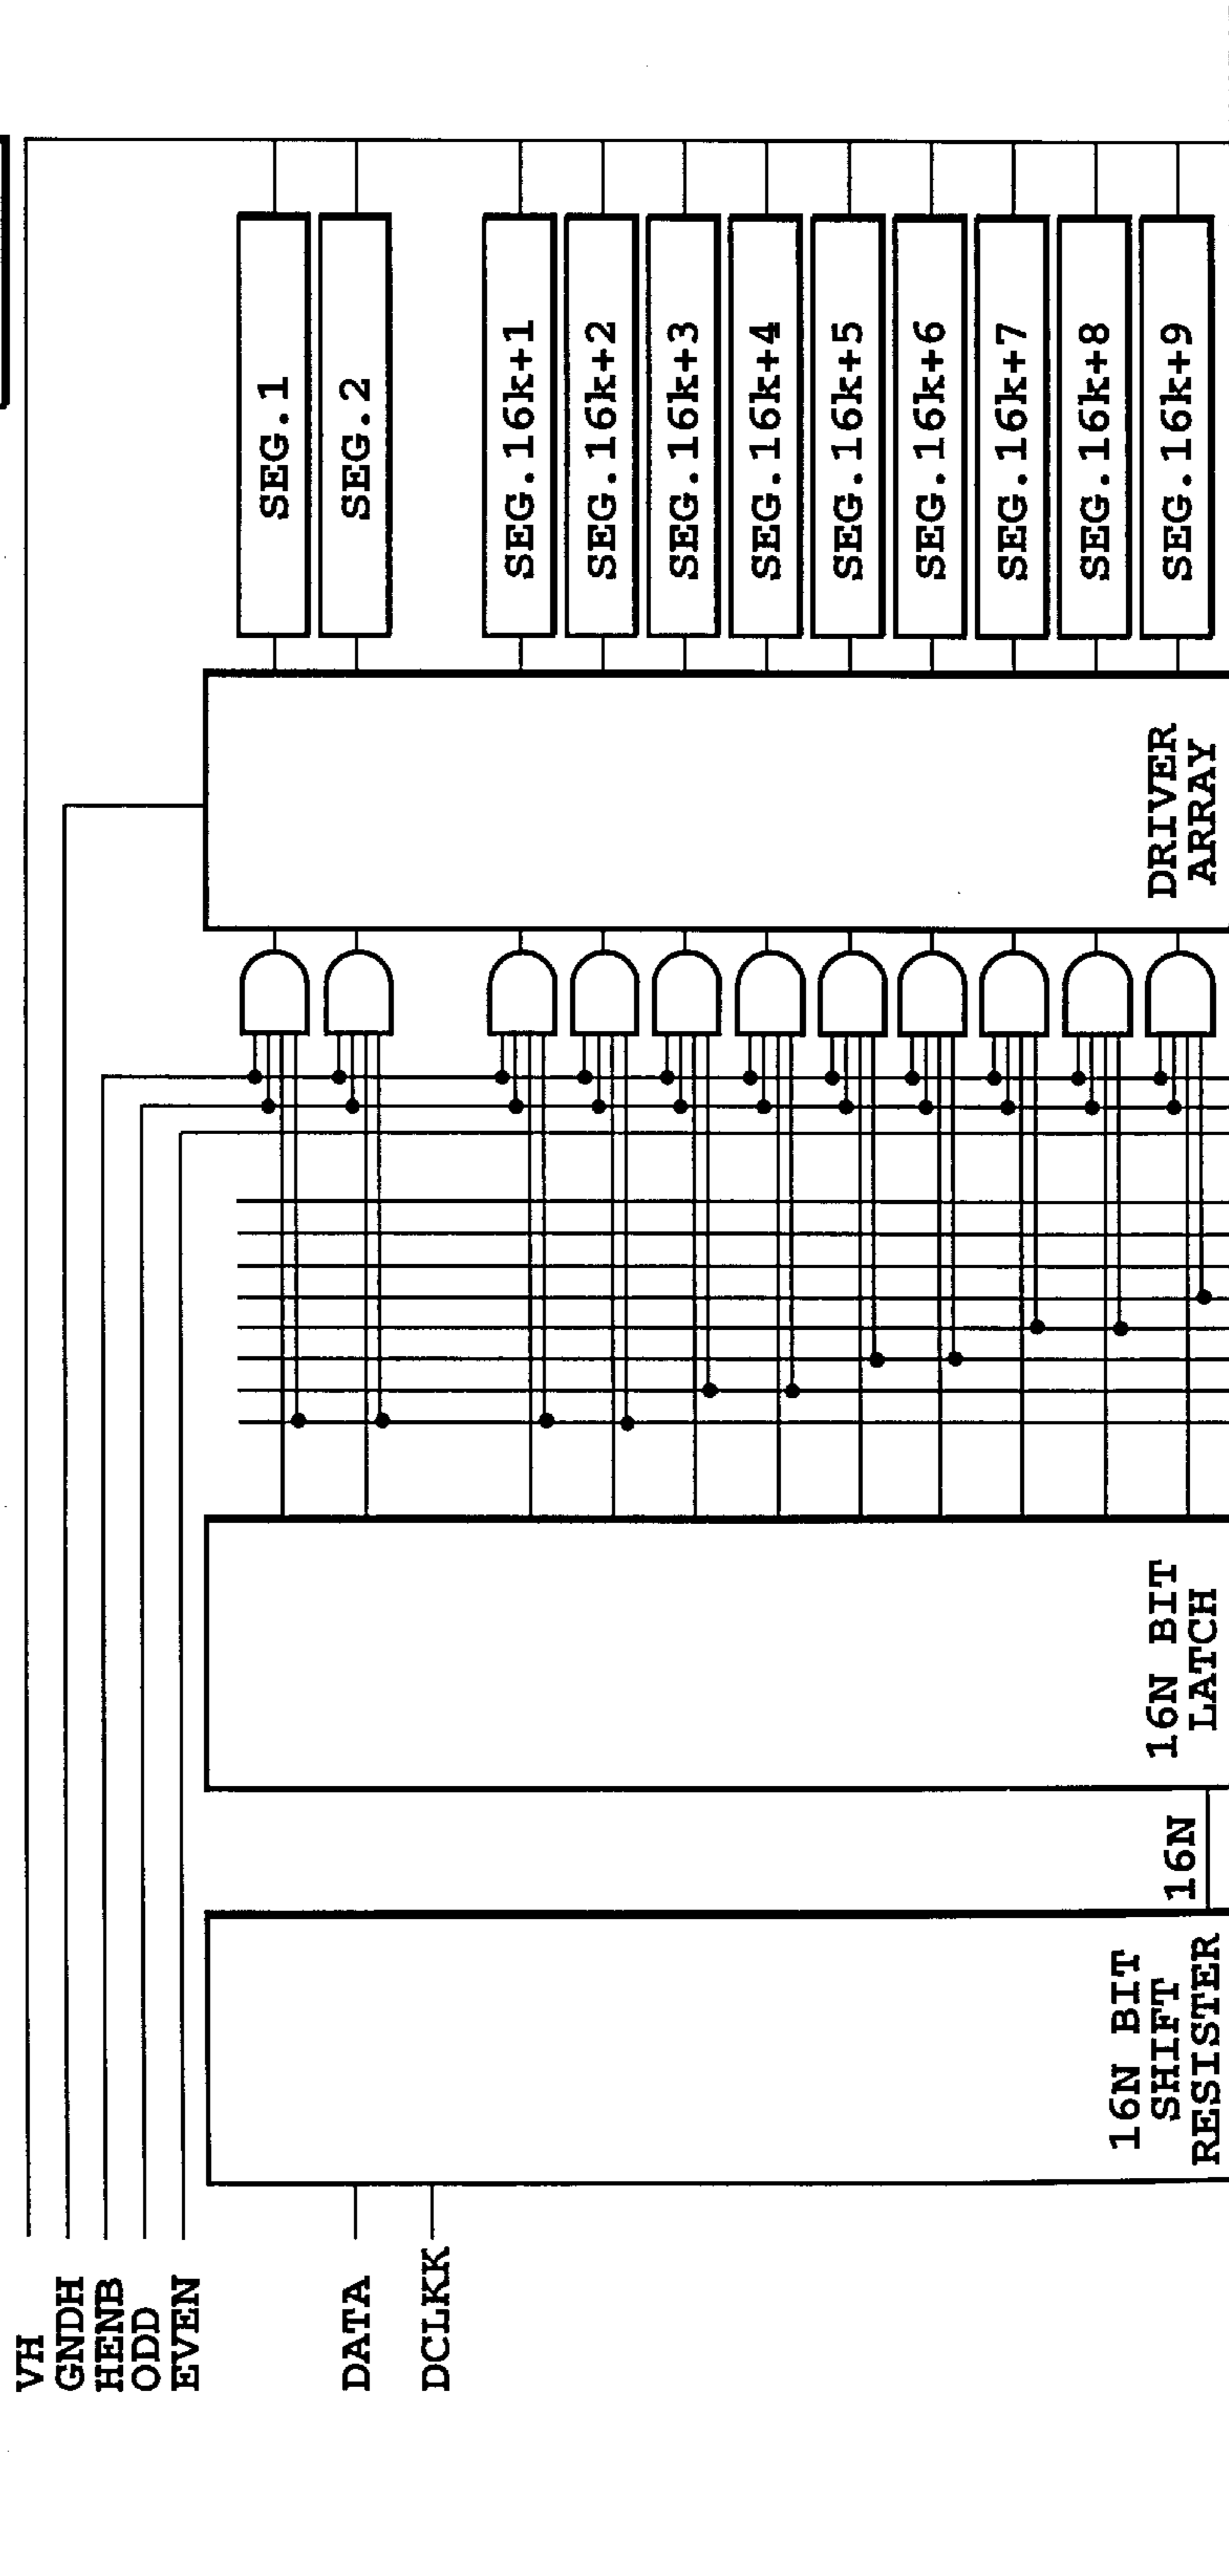 VH
GNDH
HENB
ODD
EVEN
DATA
DCLKK
SEG.1
SEG.2
SEG.16k+1
SEG.16k+2
SEG.16k+3
SEG.16k+4
SEG.16k+5
SEG.16k+6
SEG.16k+7
SEG.16k+8
SEG.16k+9
DRIVER
ARRAY
16N BIT
LATCH
16N
16N BIT
SHIFT
RESISTER